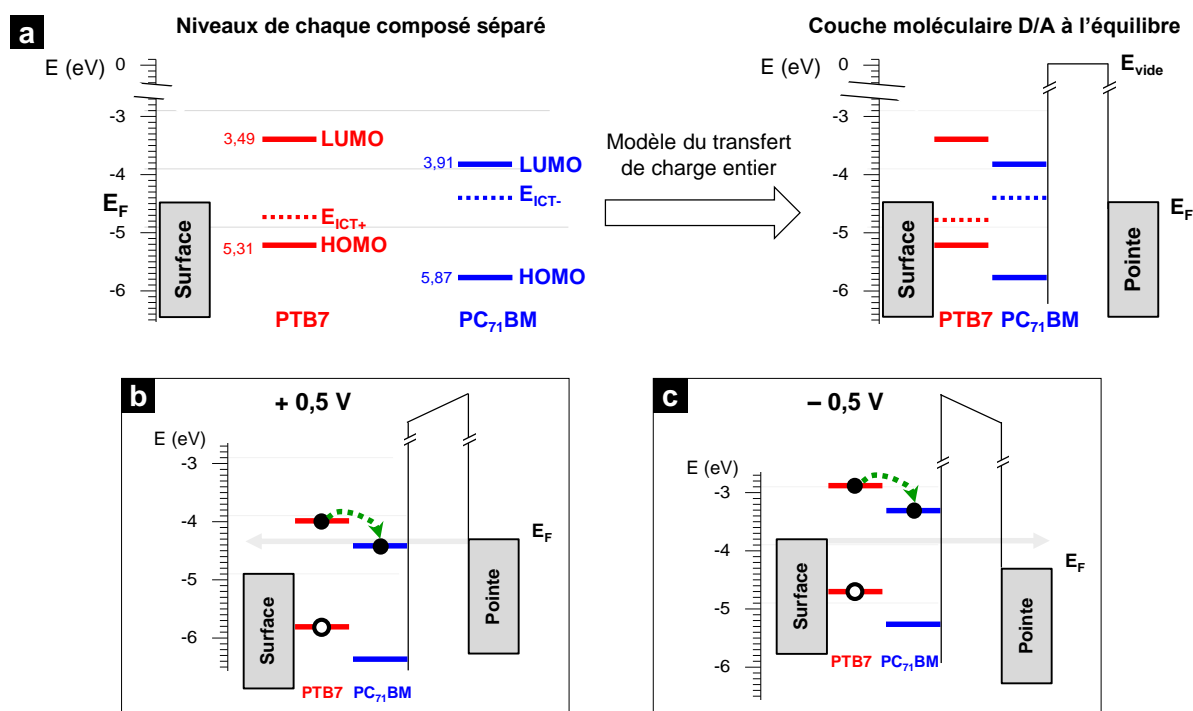 a
Niveaux de chaque composé séparé
Couche moléculaire D/A à l’équilibre
E (eV)
0
-3
-4
-5
-6
E_F
Surface
3,49
LUMO
E_ICT+
5,31
HOMO
PTB7
3,91
LUMO
E_ICT-
5,87
HOMO
PC₇₁BM
Modèle du transfert
de charge entier
E (eV)
0
-3
-4
-5
-6
Surface
PTB7
PC₇₁BM
E_vide
E_F
Pointe
b
+ 0,5 V
E (eV)
-3
-4
-5
-6
Surface
PTB7
PC₇₁BM
E_F
Pointe
c
– 0,5 V
E (eV)
-3
-4
-5
-6
Surface
PTB7
PC₇₁BM
E_F
Pointe